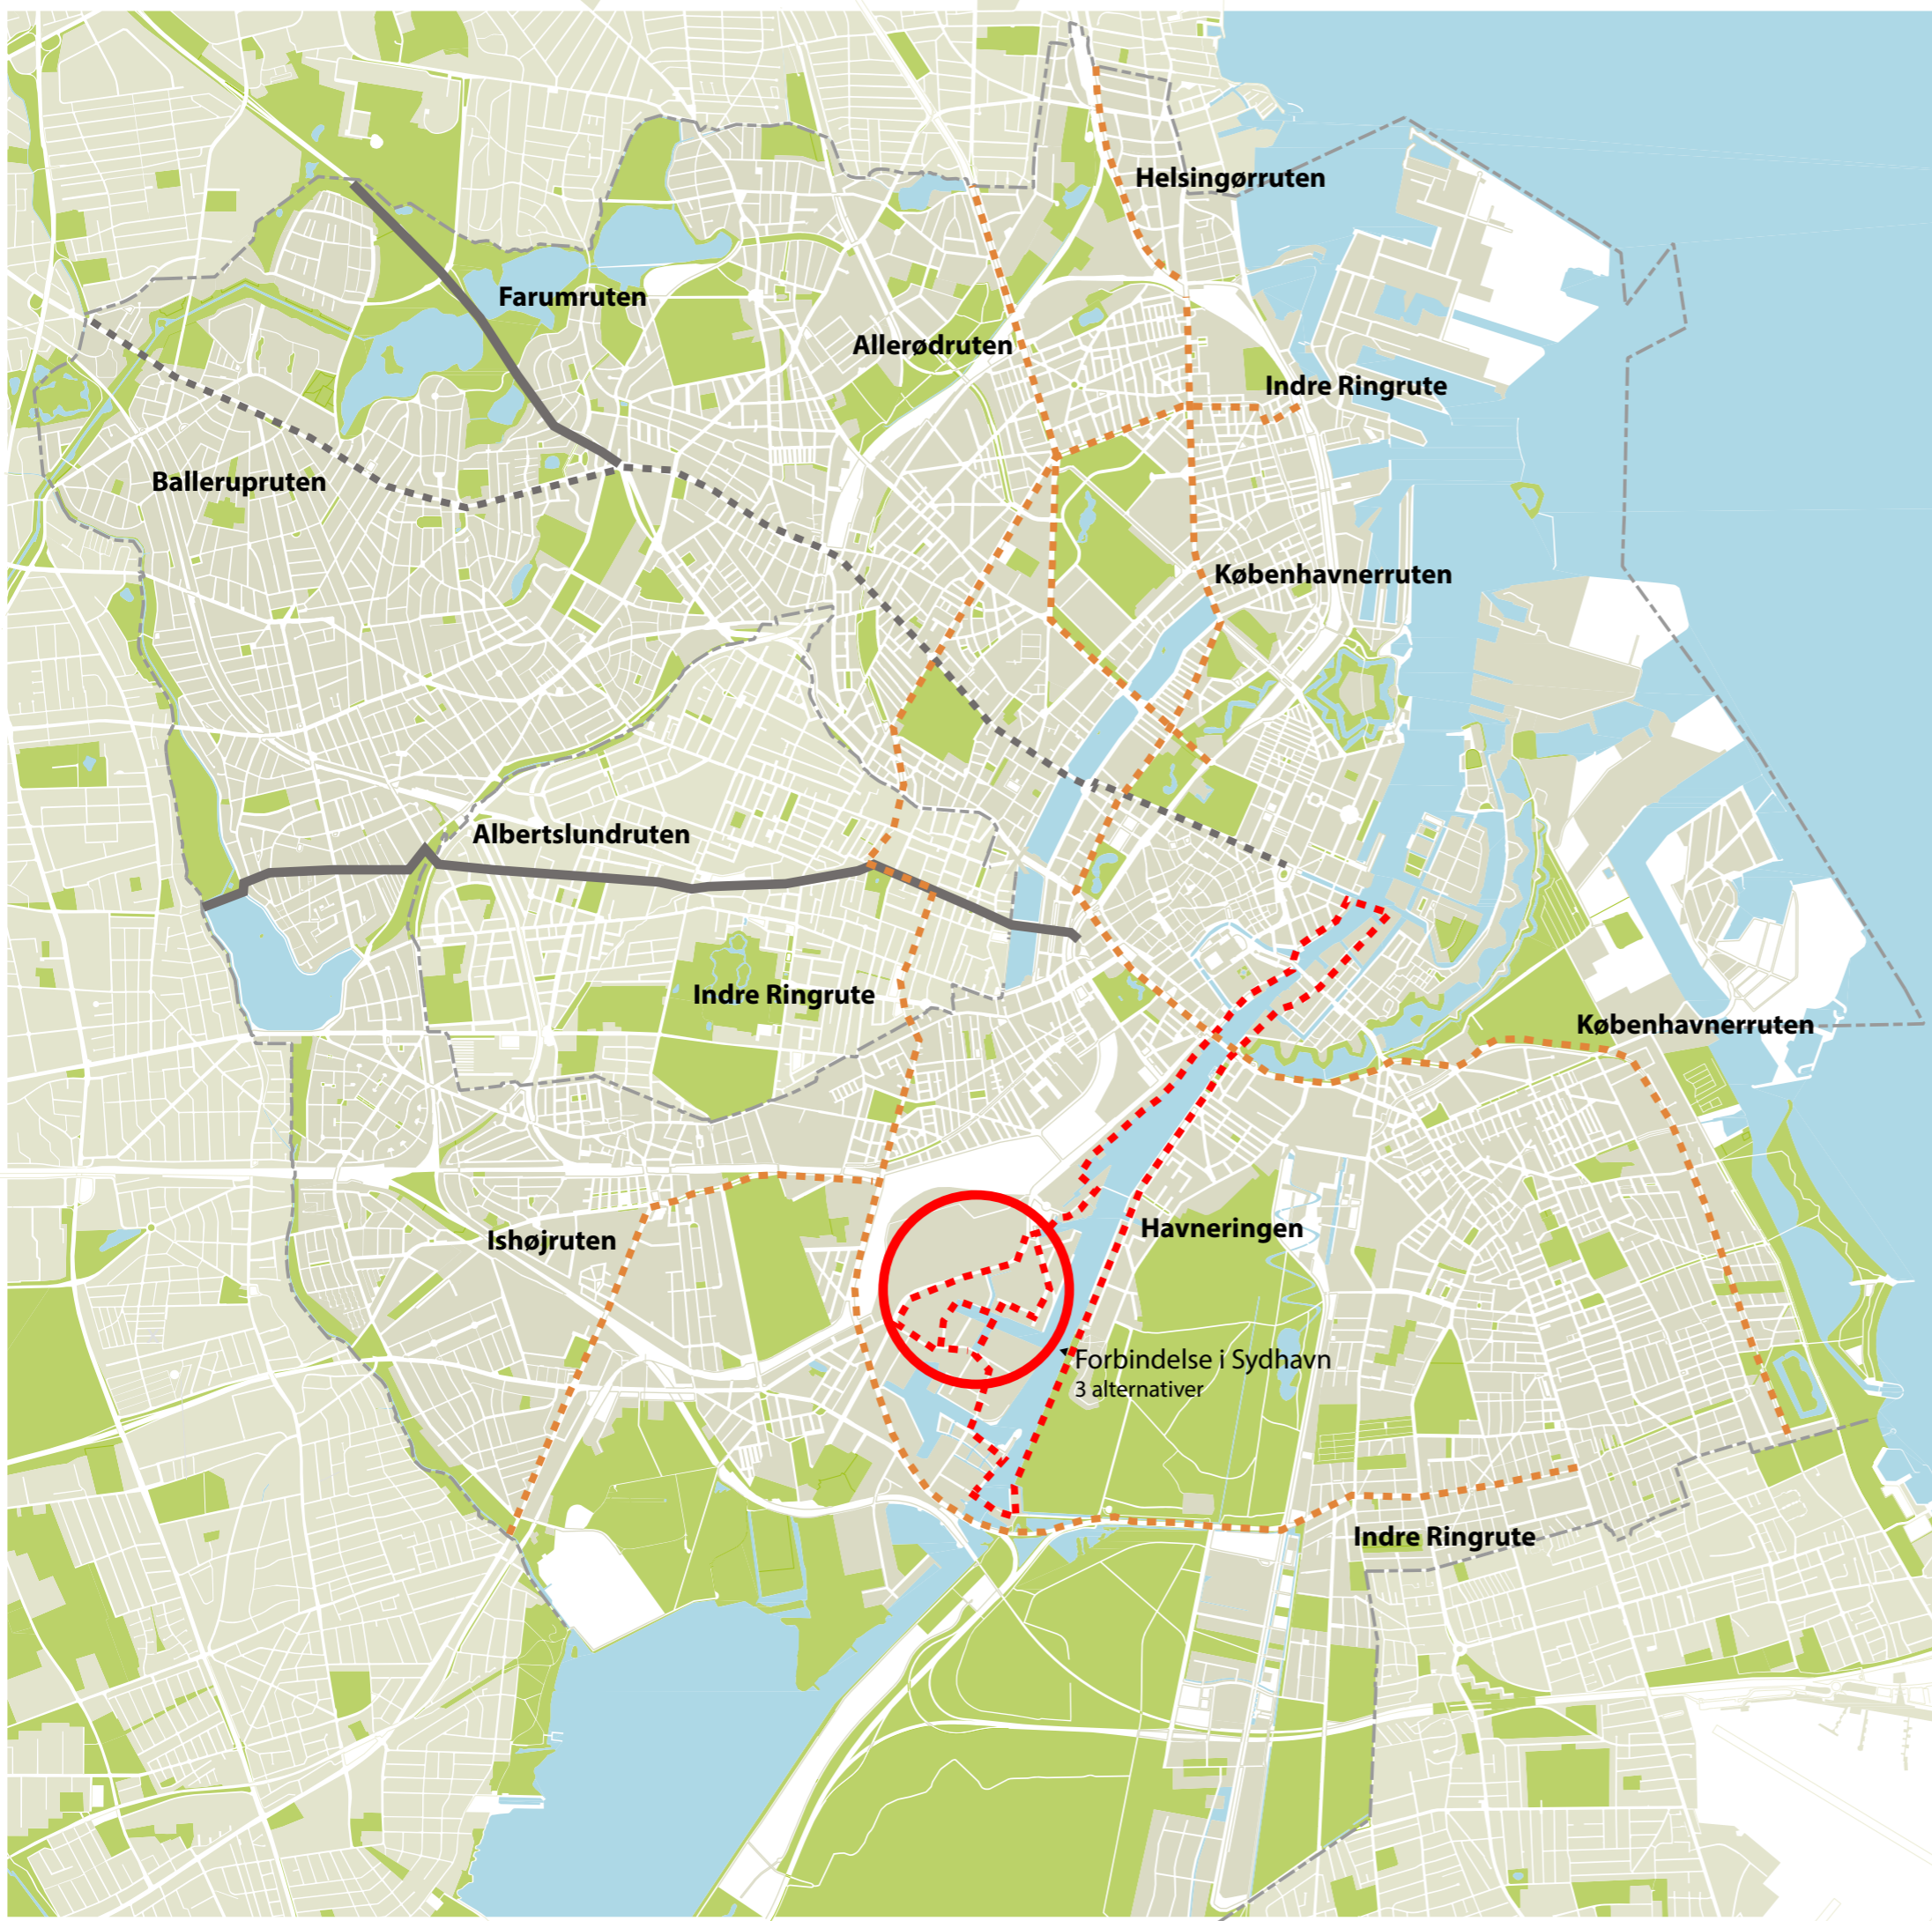 Helsingørruten
Farumruten
Allerødruten
Indre Ringrute
Ballerupruten
Københavnerruten
Albertslundruten
Indre Ringrute
Københavnerruten
Havneringen
Ishøjruten
Forbindelse i Sydhavn
3 alternativer
Indre Ringrute